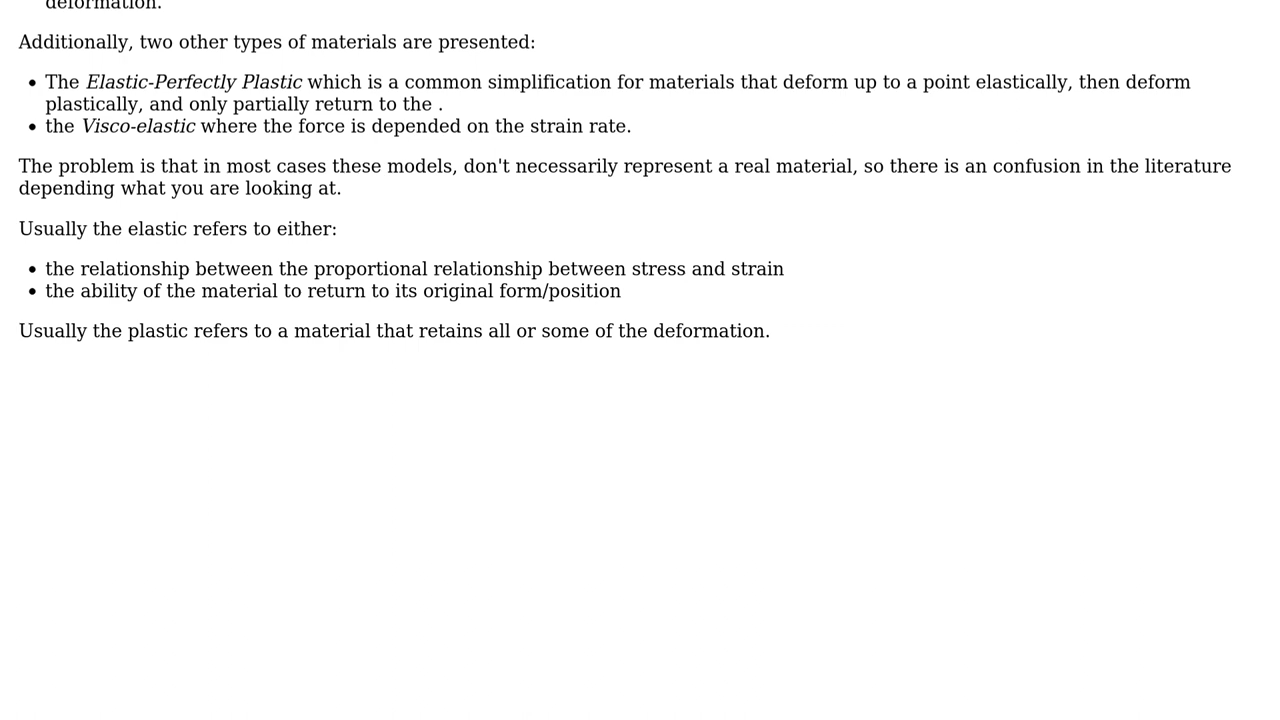 deformation.
Additionally, two other types of materials are presented:
• The Elastic-Perfectly Plastic which is a common simplification for materials that deform up to a point elastically, then deform
plastically, and only partially return to the .
• the Visco-elastic where the force is depended on the strain rate.
The problem is that in most cases these models, don't necessarily represent a real material, so there is an confusion in the literature
depending what you are looking at.
Usually the elastic refers to either:
• the relationship between the proportional relationship between stress and strain
• the ability of the material to return to its original form/position
Usually the plastic refers to a material that retains all or some of the deformation.